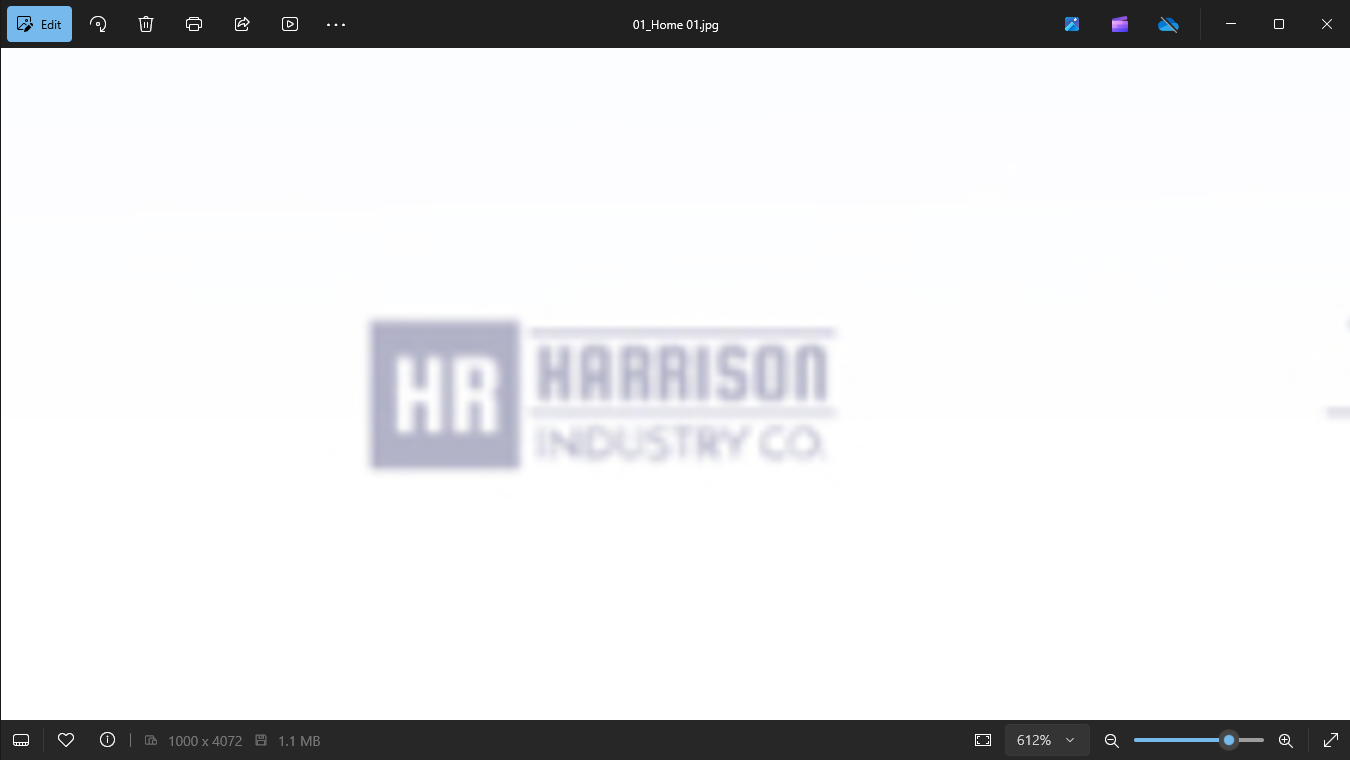 Edit
01_Home 01.jpg
HR
HARRISON
INDUSTRY CO.
1000 x 4072
1.1 MB
612%